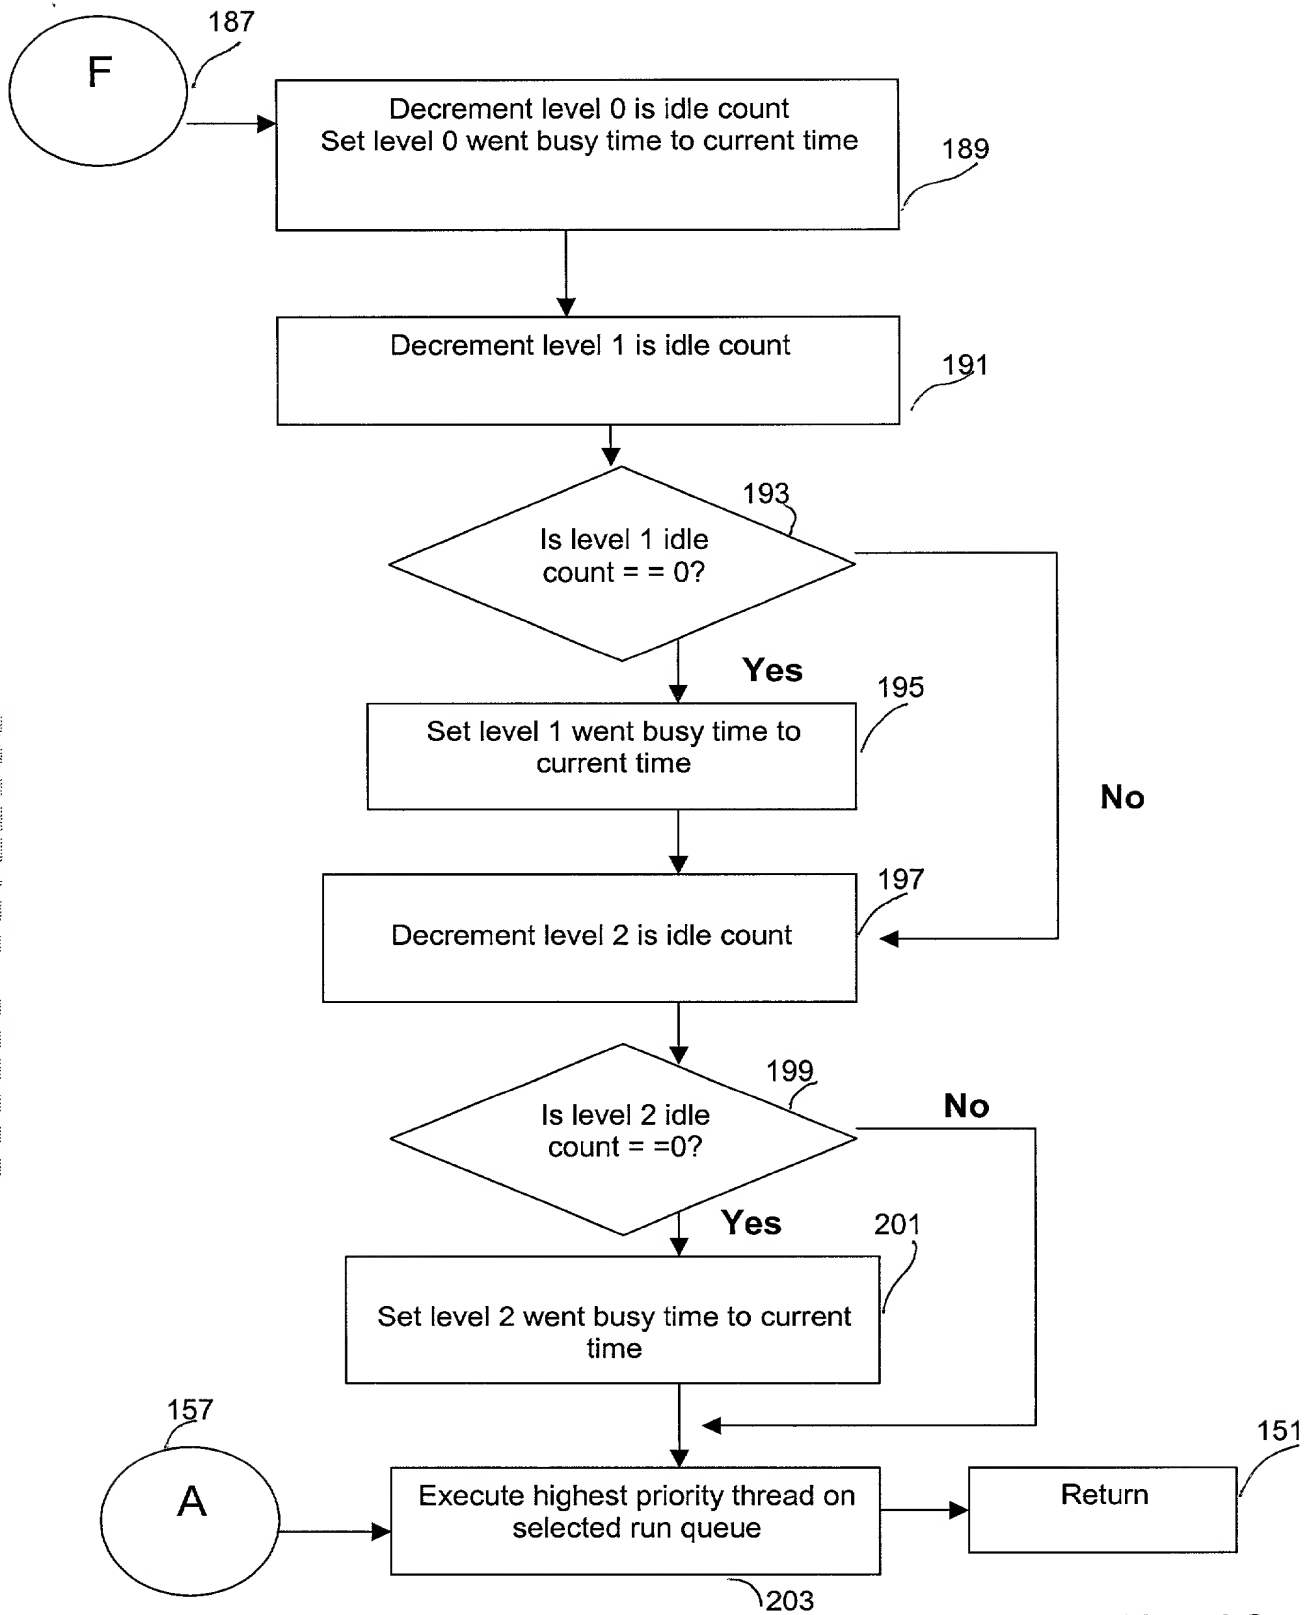 187
F
Decrement level 0 is idle count
Set level 0 went busy time to current time
189
Decrement level 1 is idle count
191
193
Is level 1 idle
count = = 0?
Yes
195
Set level 1 went busy time to
current time
No
197
Decrement level 2 is idle count
199
Is level 2 idle
count = =0?
No
Yes
201
Set level 2 went busy time to current
time
157
A
Execute highest priority thread on
selected run queue
203
Return
151